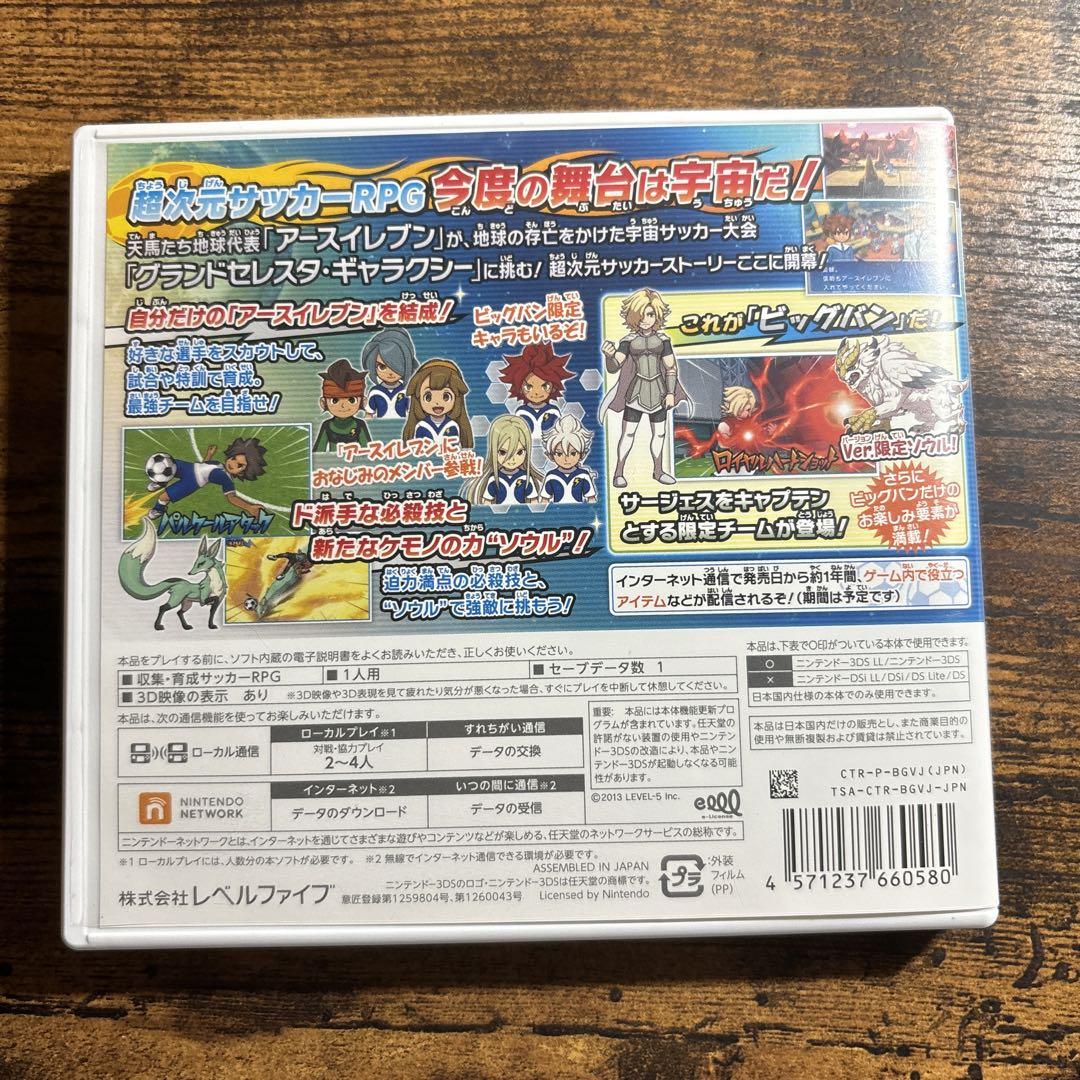 超次元サッカーRPG 今度の舞台は宇宙だ!
天馬たち地球代表「アースイレブン」が、地球の存亡をかけた宇宙サッカー大会
「グランドセレスタ・ギャラクシー」に挑む! 超次元サッカーストーリーここに開幕!
自分だけの「アースイレブン」を結成!
好きな選手をスカウトして、
試合や特訓で育成。
最強チームを目指せ!
ビッグバン限定
キャラもいるぞ!
「アースイレブン」に
おなじみのメンバー参戦!
パルクールアタック
ド派手な必殺技と
新たなケモノの力“ソウル”!
迫力満点の必殺技と、
“ソウル”で強敵に挑もう!
これが「ビッグバン」だ!
ロイヤルハートショット
Ver.限定ソウル!
サージェスをキャプテン
とする限定チームが登場!
さらに
ビッグバンだけの
お楽しみ要素が
満載!
インターネット通信で発売日から約1年間、ゲーム内で役立つ
アイテムなどが配信されるぞ!(期間は予定です)
本品をプレイする前に、ソフト内蔵の電子説明書をよくお読みいただき、正しくお使いください。
■ 収集・育成サッカーRPG ■ 1人用 ■ セーブデータ数 1
■ 3D映像の表示 あり ※3D映像や3D表現を見て疲れたり気分が悪くなった場合、すぐにプレイを中断して休憩してください。
本品は、次の通信機能を使ってお楽しみいただけます。
ローカル通信
ローカルプレイ※1
対戦・協力プレイ
2〜4人
すれちがい通信
データの交換
NINTENDO
NETWORK
インターネット※2
データのダウンロード
いつの間に通信※2
データの受信
ニンテンドーネットワークとは、インターネットを通じてさまざまな遊びやコンテンツなどが楽しめる、任天堂のネットワークサービスの総称です。
※1 ローカルプレイには、人数分の本ソフトが必要です。 ※2 無線でインターネット通信できる環境が必要です。
重要: 本品には本体機能更新プロ
グラムが含まれています。任天堂の
許諾がない装置の使用やニンテン
ドー3DSの改造により、本品やニン
テンドー3DSが起動しなくなる可能
性があります。
©2013 LEVEL-5 Inc.
e-License
本品は、下表で○印がついている本体で使用できます。
○ ニンテンドー3DS LL/ニンテンドー3DS
× ニンテンドーDSi LL/DSi/DS Lite/DS
日本国内仕様の本体でのみ使用できます。
本品は日本国内だけの販売とし、また商業目的の
使用や無断複製および賃貸は禁止されています。
CTR-P-BGVJ(JPN)
TSA-CTR-BGVJ-JPN
ASSEMBLED IN JAPAN
ニンテンドー3DSのロゴ・ニンテンドー3DSは任天堂の商標です。
意匠登録第1259804号、第1260043号 Licensed by Nintendo
株式会社レベルファイブ
プラ
:外装
フィルム
(PP)
4 571237 660580